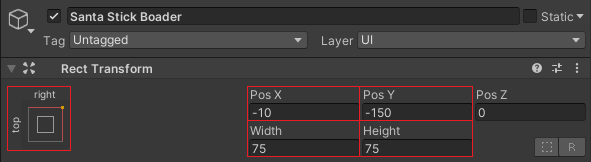 Santa Stick Boader
Static
Tag Untagged Layer UI
Rect Transform
right
top
Pos X Pos Y Pos Z
-10 -150 0
Width Height
75 75
R